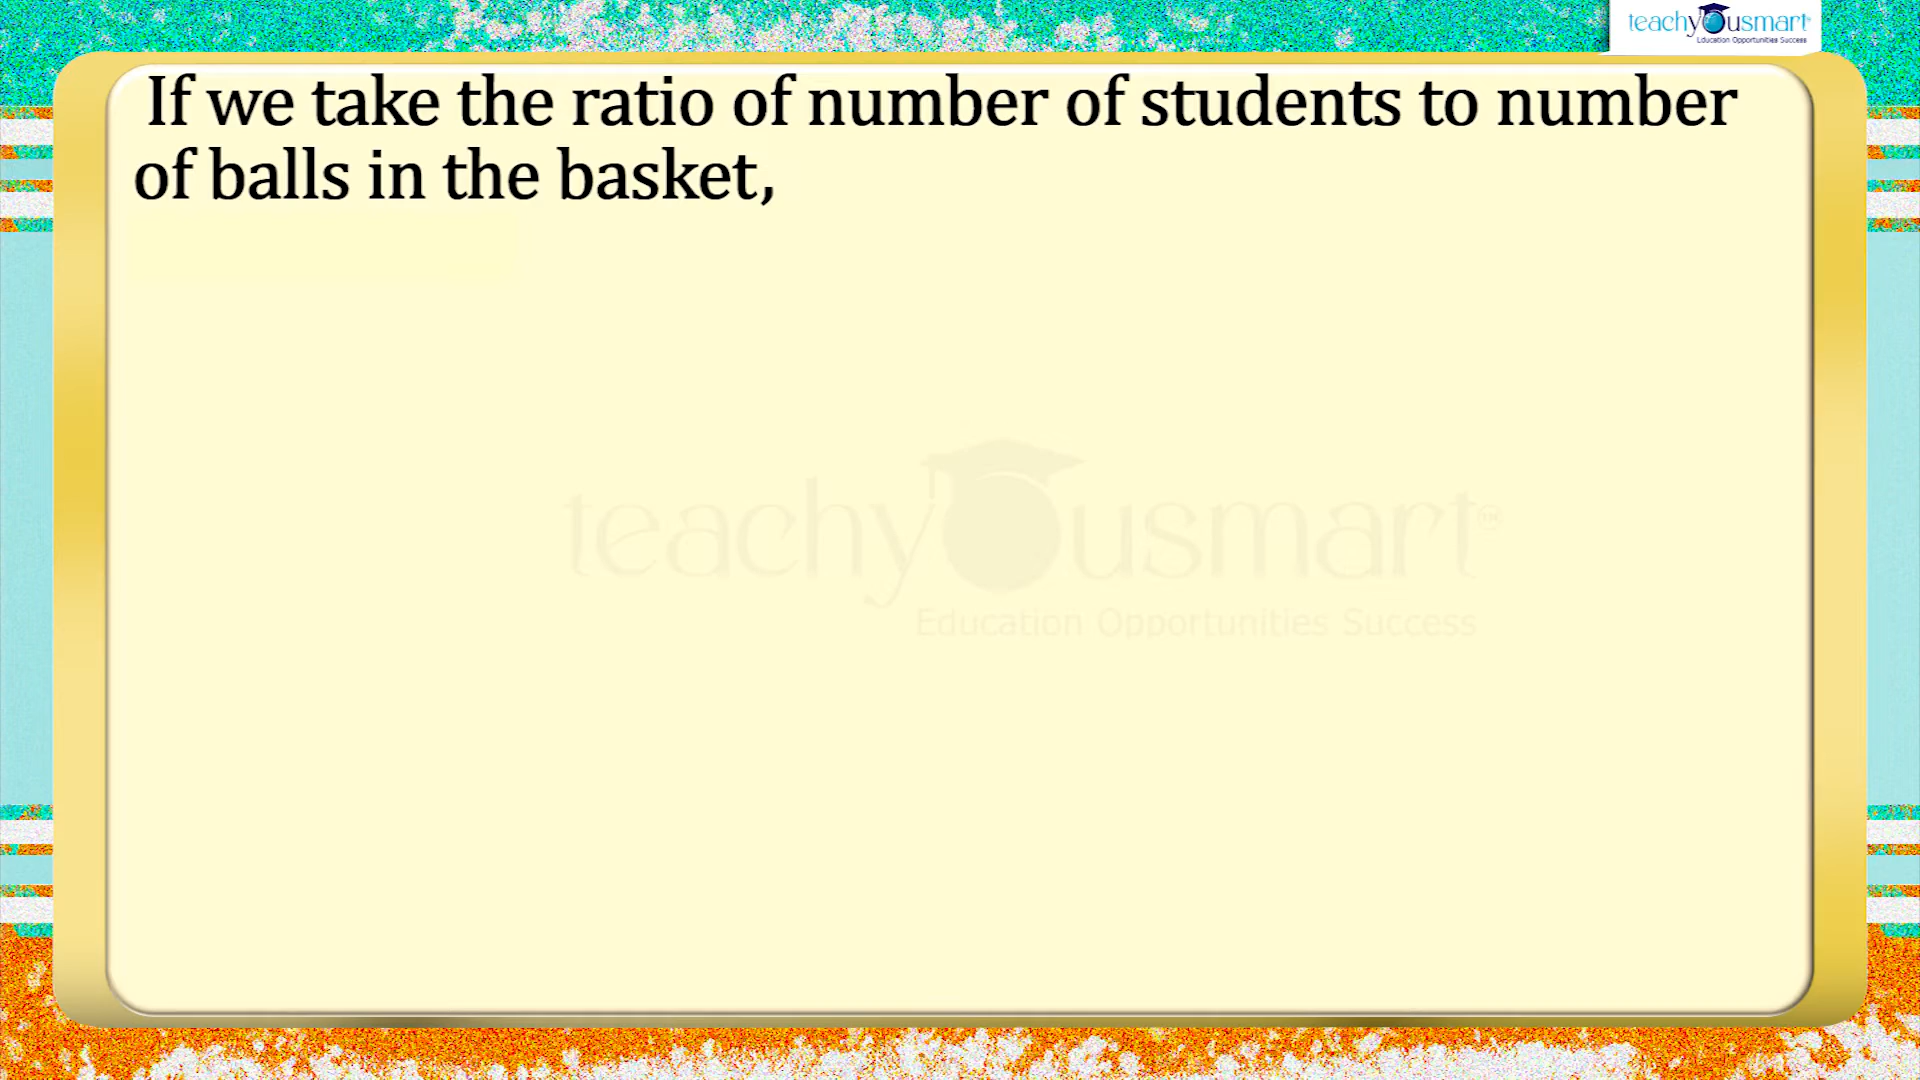 teachyousmart
Education Opportunities Success
If we take the ratio of number of students to number
of balls in the basket,
teachyousmart
Education Opportunities Success